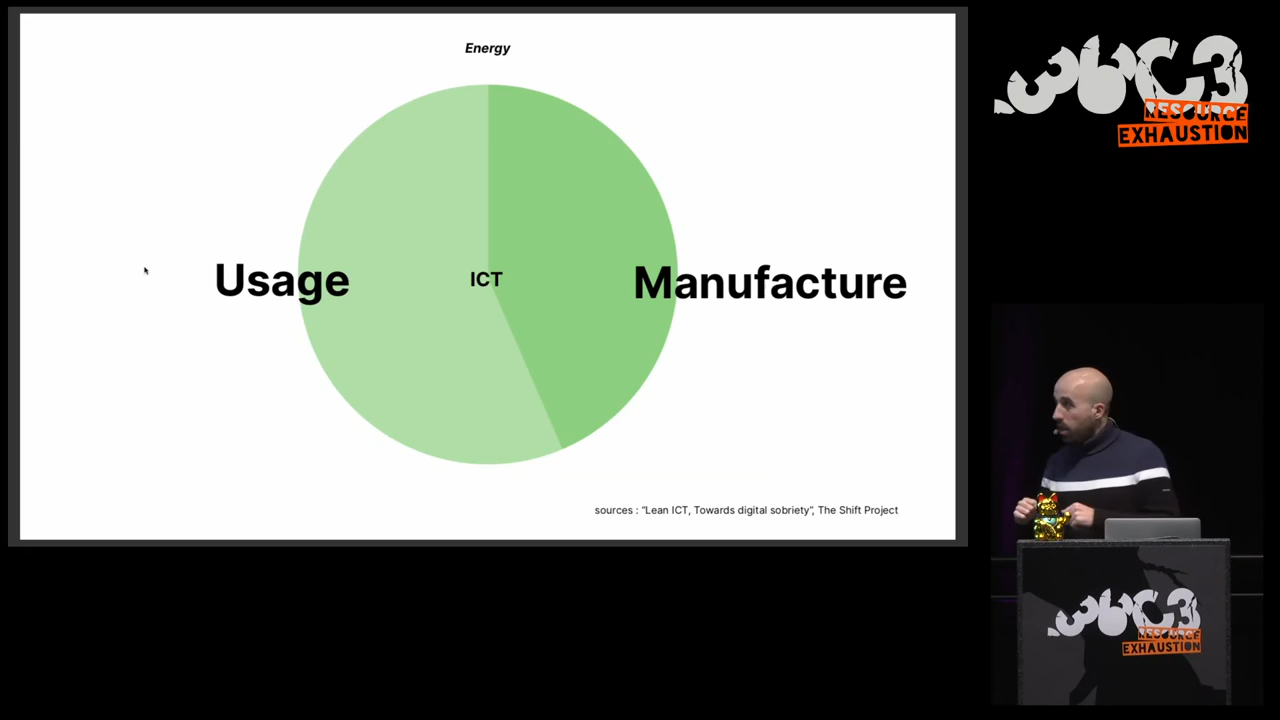 Energy
Usage
ICT
Manufacture
sources : “Lean ICT, Towards digital sobriety”, The Shift Project
36C3
RESOURCE
EXHAUSTION
36C3
RESOURCE
EXHAUSTION